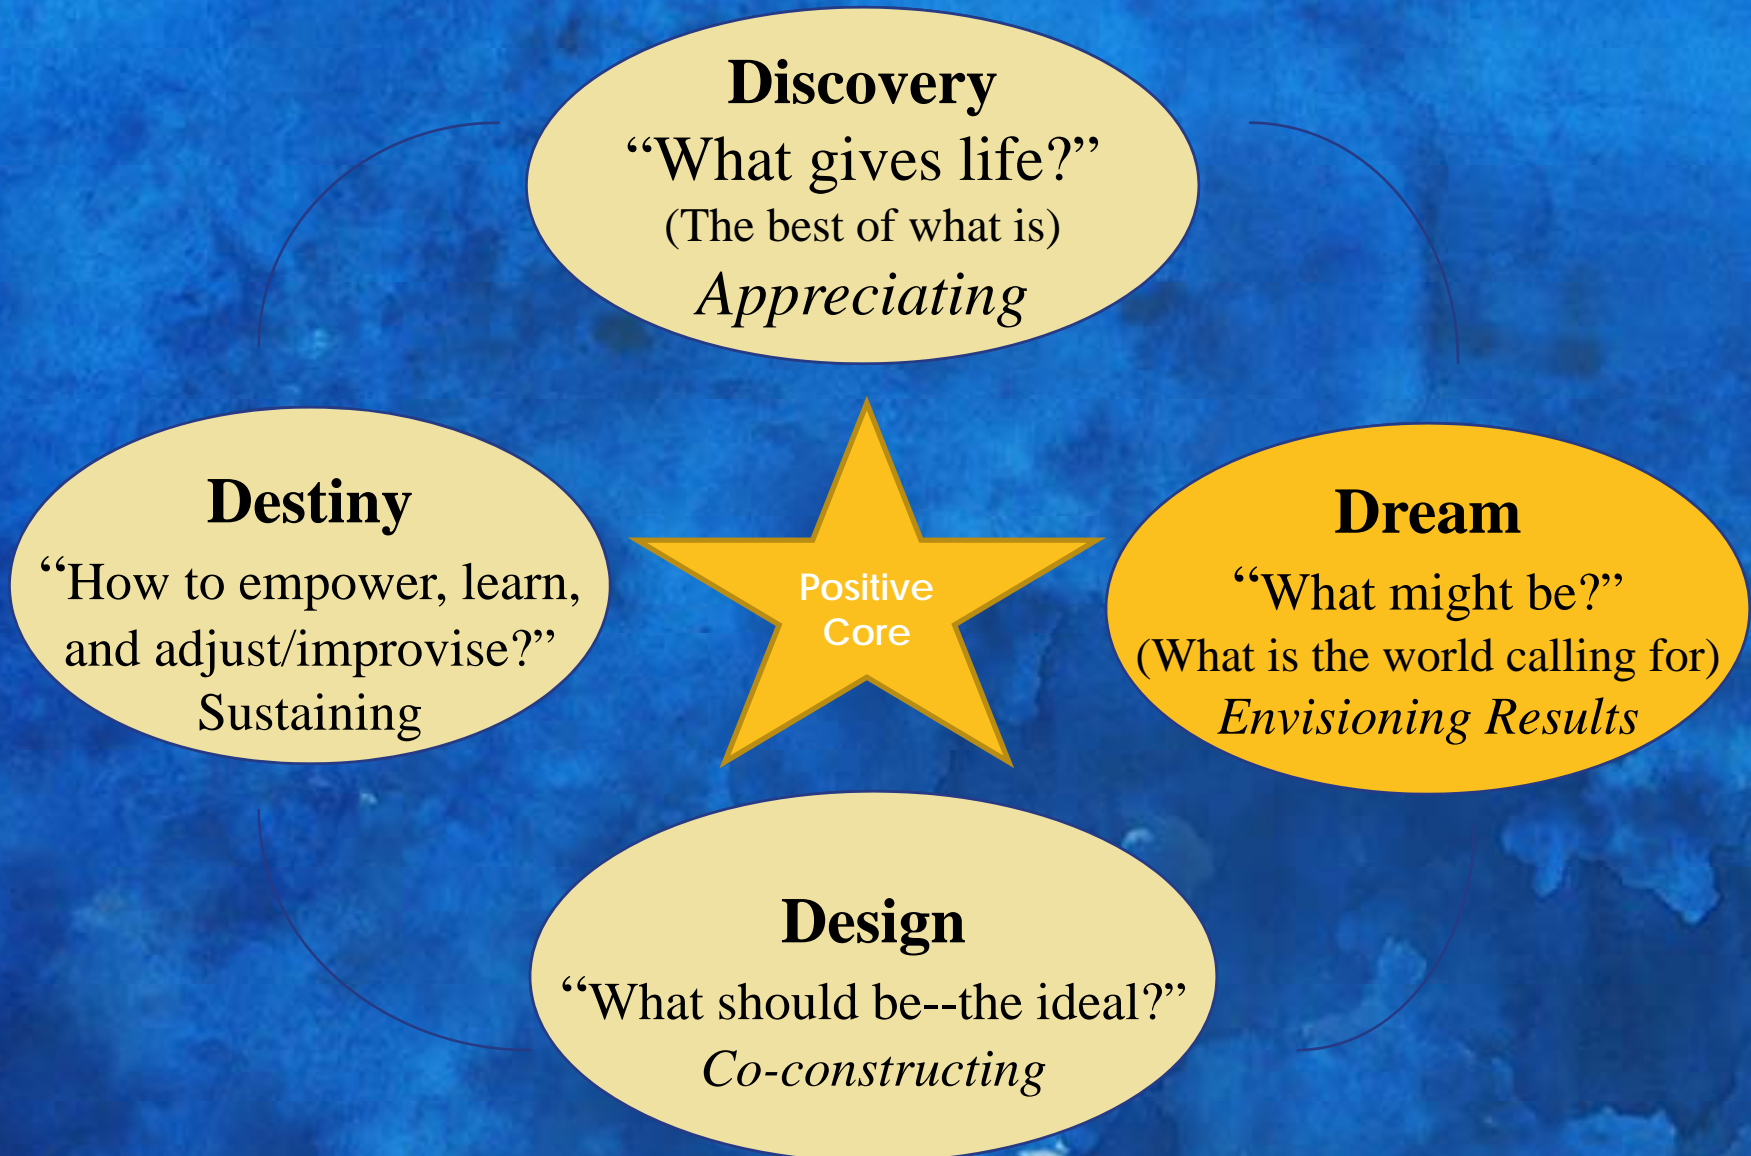 Discovery
“What gives life?”
(The best of what is)
Appreciating
Destiny
“How to empower, learn,
and adjust/improvise?”
Sustaining
Positive
Core
Dream
“What might be?”
(What is the world calling for)
Envisioning Results
Design
“What should be--the ideal?”
Co-constructing